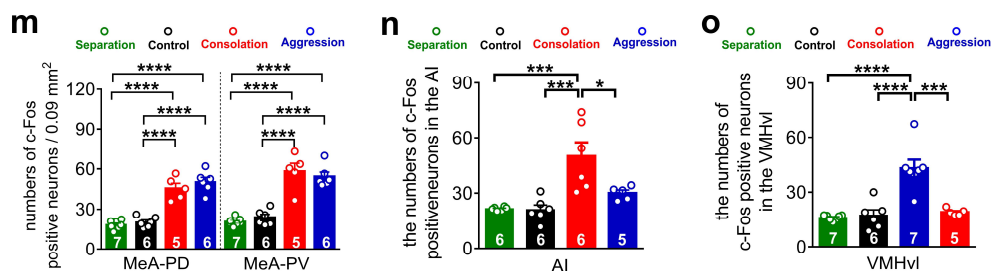 m
Separation Control Consolation Aggression
numbers of c-Fos
positive neurons / 0.09 mm²
120
90
60
30
0
**** ****
**** ****
**** ****
**** ****
7 6 5 6 7 6 5 6
MeA-PD MeA-PV
n
Separation Control Consolation Aggression
the numbers of c-Fos
positiveneurons in the AI
90
60
30
0
***
*** *
6 6 6 5
AI
o
Separation Control Consolation Aggression
the numbers of
c-Fos positive neurons
in the VMHvl
90
60
30
0
****
**** ***
7 6 7 5
VMHvl